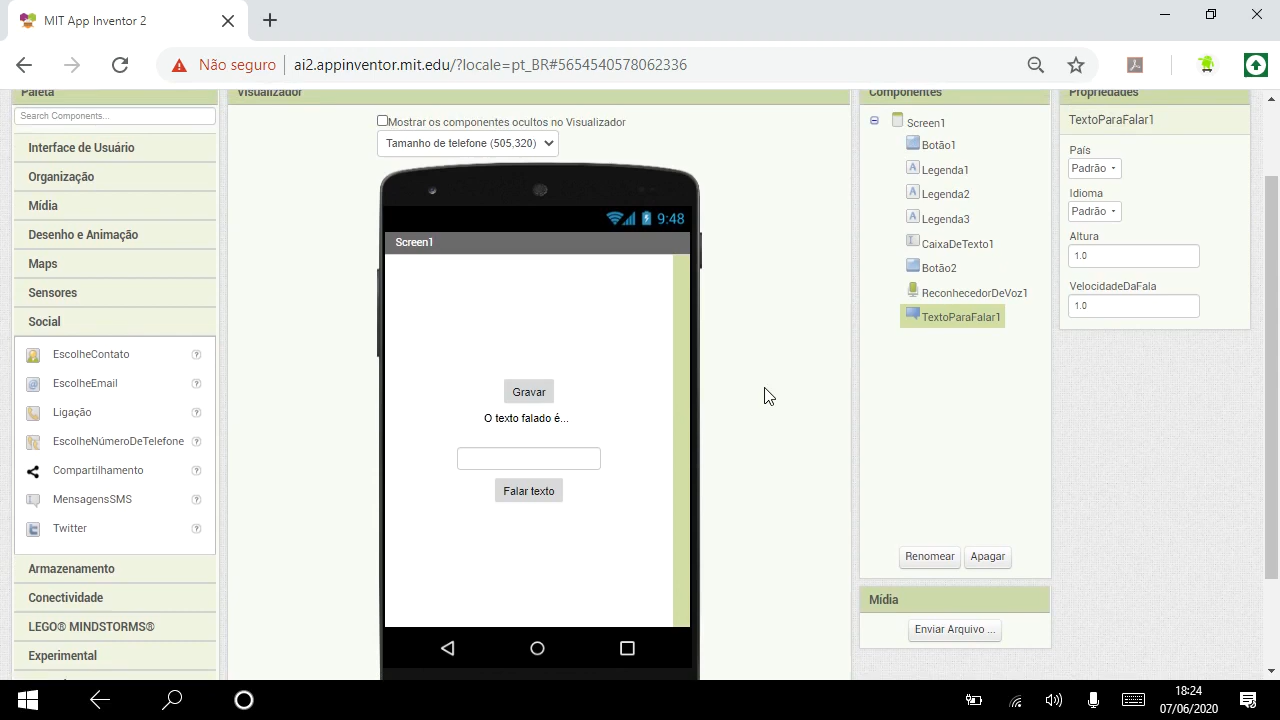 MIT App Inventor 2
Não seguro
ai2.appinventor.mit.edu/?locale=pt_BR#5654540578062336
Paleta
Search Components...
Interface de Usuário
Organização
Mídia
Desenho e Animação
Maps
Sensores
Social
EscolheContato
EscolheEmail
Ligação
EscolheNúmeroDeTelefone
Compartilhamento
MensagensSMS
Twitter
Armazenamento
Conectividade
LEGO® MINDSTORMS®
Experimental
Visualizador
Mostrar os componentes ocultos no Visualizador
Tamanho de telefone (505,320)
9:48
Screen1
Gravar
O texto falado é...
Falar texto
Componentes
Screen1
Botão1
Legenda1
Legenda2
Legenda3
CaixaDeTexto1
Botão2
ReconhecedorDeVoz1
TextoParaFalar1
Renomear Apagar
Mídia
Enviar Arquivo ...
Propriedades
TextoParaFalar1
País
Padrão
Idioma
Padrão
Altura
1.0
VelocidadeDaFala
1.0
18:24
07/06/2020